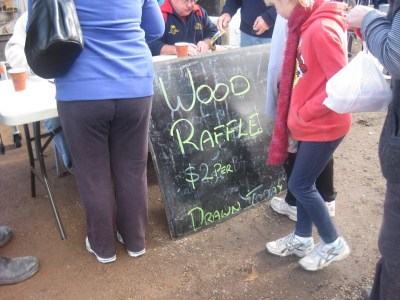 Wood
Raffle
$2 Per
Drawn Today